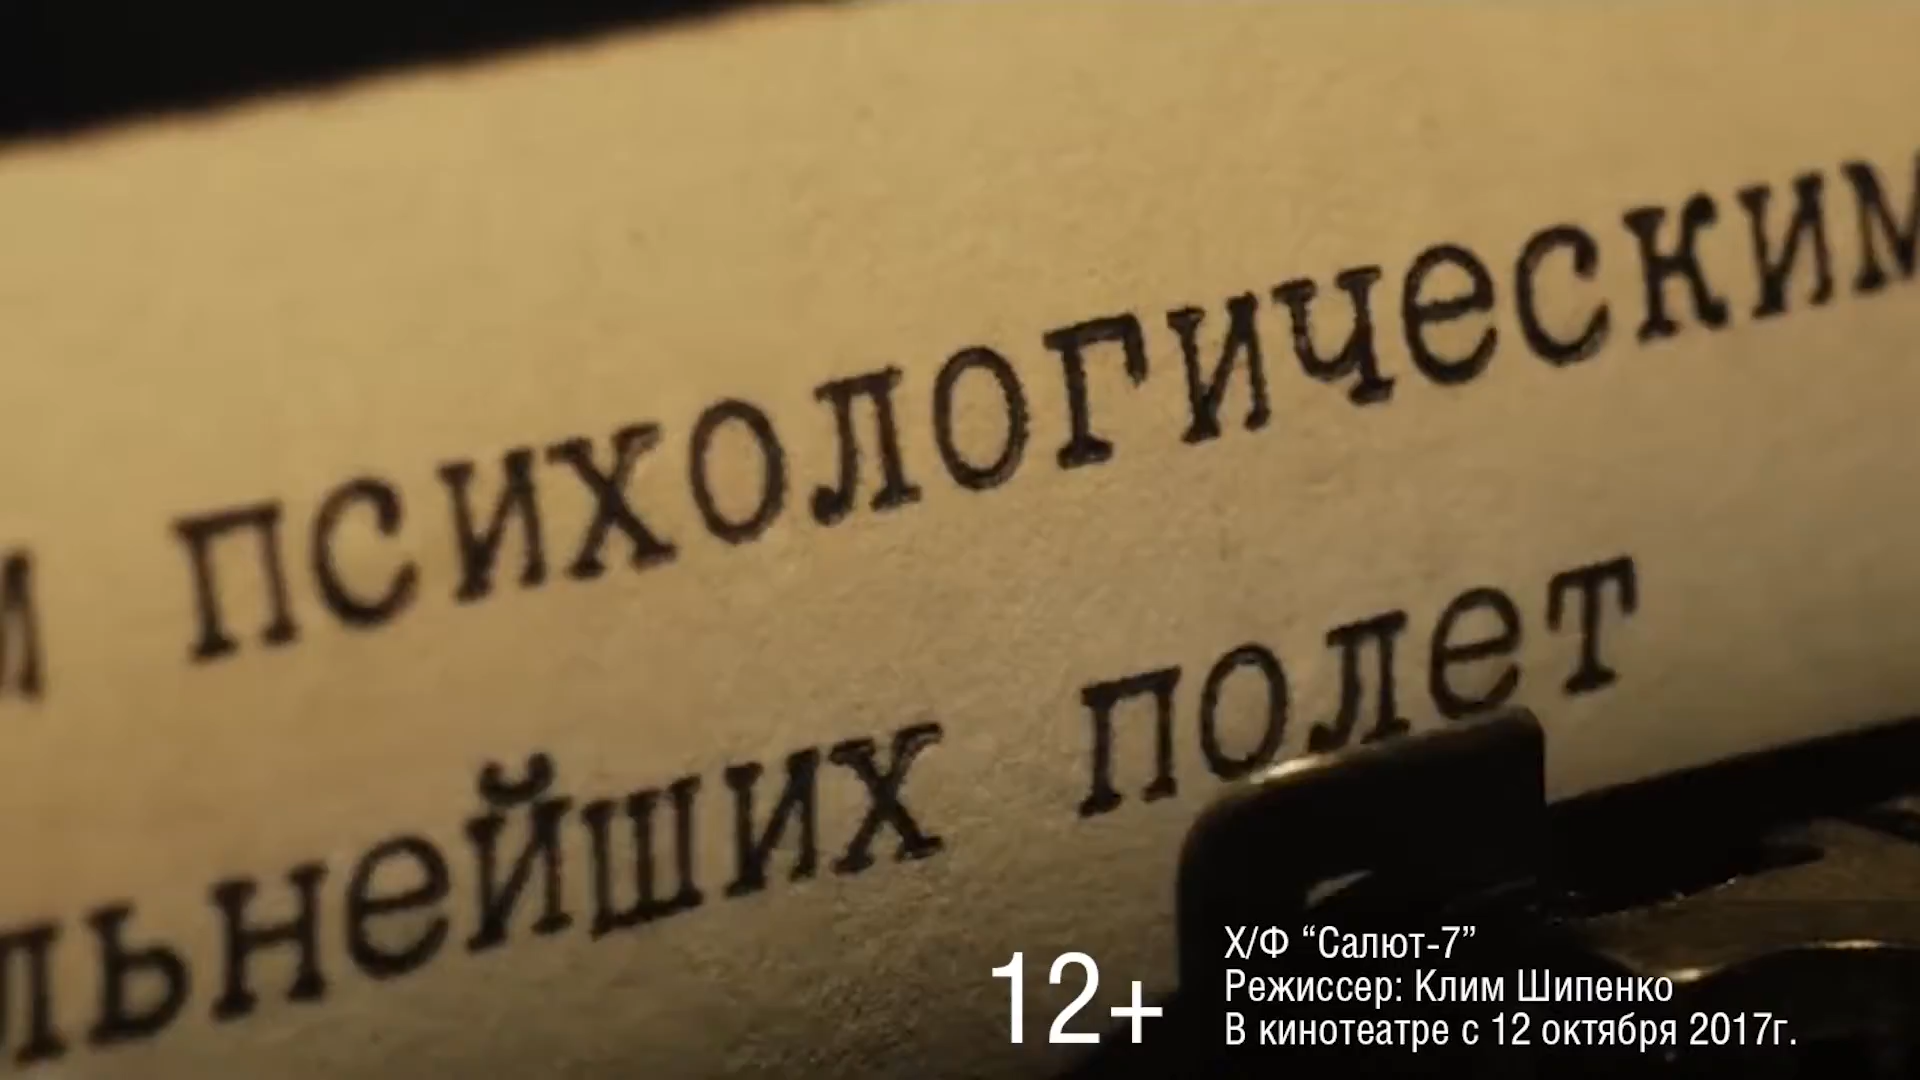 психологическим
льнейших полет
12+
Х/Ф “Салют-7”
Режиссер: Клим Шипенко
В кинотеатре с 12 октября 2017г.